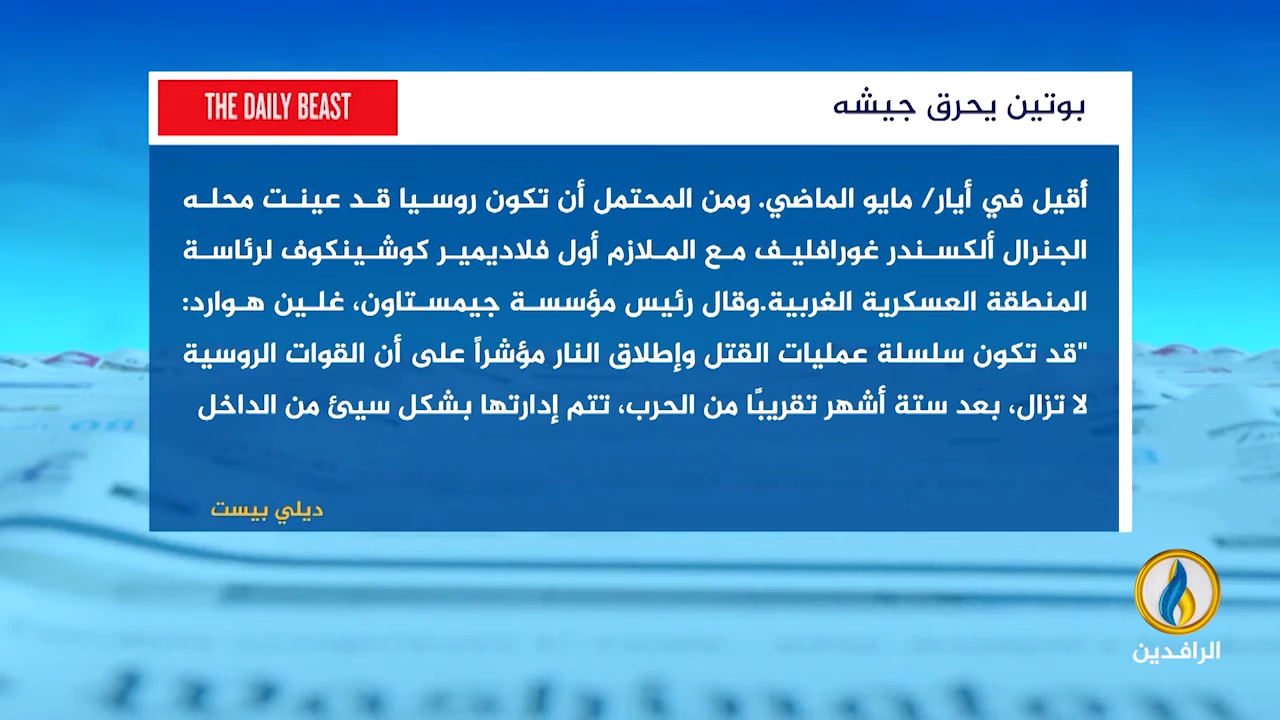 THE DAILY BEAST
بوتين يحرق جيشه
أُقيل في أيار/ مايو الماضي. ومن المحتمل أن تكون روسيا قد عينت محله
الجنرال ألكسندر غورافليف مع الملازم أول فلاديمير كوشينكوف لرئاسة
المنطقة العسكرية الغربية.وقال رئيس مؤسسة جيمستاون، غلين هوارد:
"قد تكون سلسلة عمليات القتل وإطلاق النار مؤشراً على أن القوات الروسية
لا تزال، بعد ستة أشهر تقريبًا من الحرب، تتم إدارتها بشكل سيئ من الداخل
ديلي بيست
الرافدين